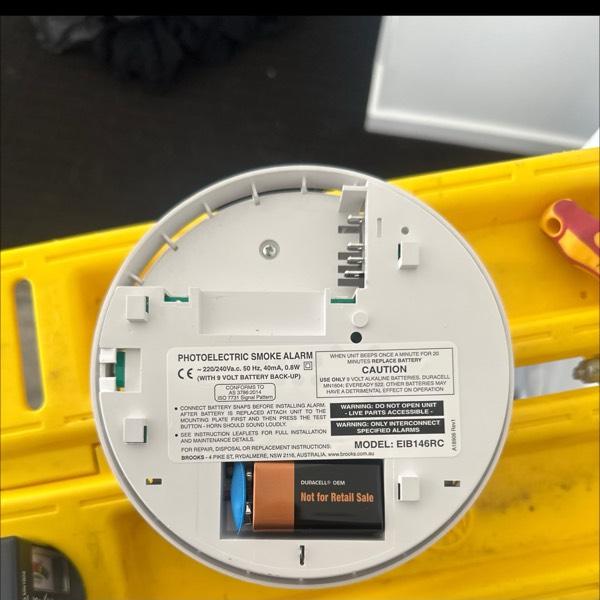 PHOTOELECTRIC SMOKE ALARM
~ 220/240Va.c. 50 Hz, 40mA, 0.8W
(WITH 9 VOLT BATTERY BACK-UP)
CONFORMS TO
AS 3786:2014
ISO 7731 Signal Pattern
• CONNECT BATTERY SNAPS BEFORE INSTALLING ALARM.
AFTER BATTERY IS REPLACED ATTACH UNIT TO THE
MOUNTING PLATE FIRST AND THEN PRESS THE TEST
BUTTON - HORN SHOULD SOUND LOUDLY.
• SEE INSTRUCTION LEAFLETS FOR FULL INSTALLATION
AND MAINTENANCE DETAILS.
FOR REPAIR, DISPOSAL OR REPLACEMENT INSTRUCTIONS:
BROOKS - 4 PIKE ST, RYDALMERE, NSW 2116, AUSTRALIA. www.brooks.com.au
WHEN UNIT BEEPS ONCE A MINUTE FOR 20
MINUTES REPLACE BATTERY
CAUTION
USE ONLY 9 VOLT ALKALINE BATTERIES, DURACELL
MN1604; EVEREADY 522, OTHER BATTERIES MAY
HAVE A DETRIMENTAL EFFECT ON OPERATION.
WARNING: DO NOT OPEN UNIT
- LIVE PARTS ACCESSIBLE -
WARNING: ONLY INTERCONNECT
SPECIFIED ALARMS
MODEL: EIB146RC
A18908 Rev1
DURACELL® OEM
Not for Retail Sale